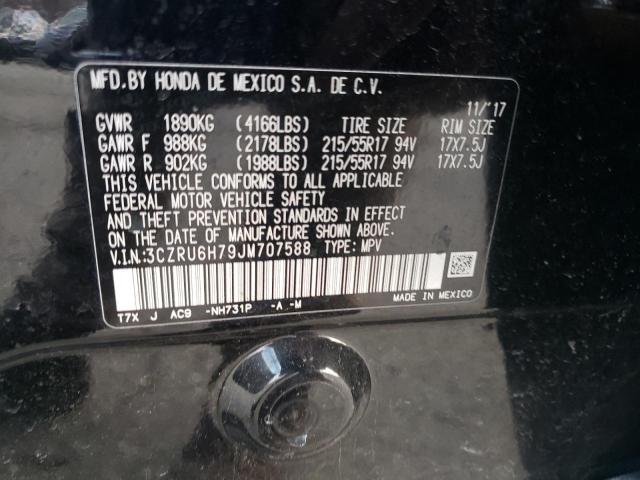 MFD.BY HONDA DE MEXICO S.A. DE C.V.
11/'17
GVWR 1890KG (4166LBS) TIRE SIZE RIM SIZE
GAWR F 988KG (2178LBS) 215/55R17 94V 17X7.5J
GAWR R 902KG (1988LBS) 215/55R17 94V 17X7.5J
THIS VEHICLE CONFORMS TO ALL APPLICABLE
FEDERAL MOTOR VEHICLE SAFETY
AND THEFT PREVENTION STANDARDS IN EFFECT
ON THE DATE OF MANUFACTURE SHOWN ABOVE.
V.I.N.:3CZRU6H79JM707588 TYPE: MPV
MADE IN MEXICO
T7X J AC9 -NH731P -A -M